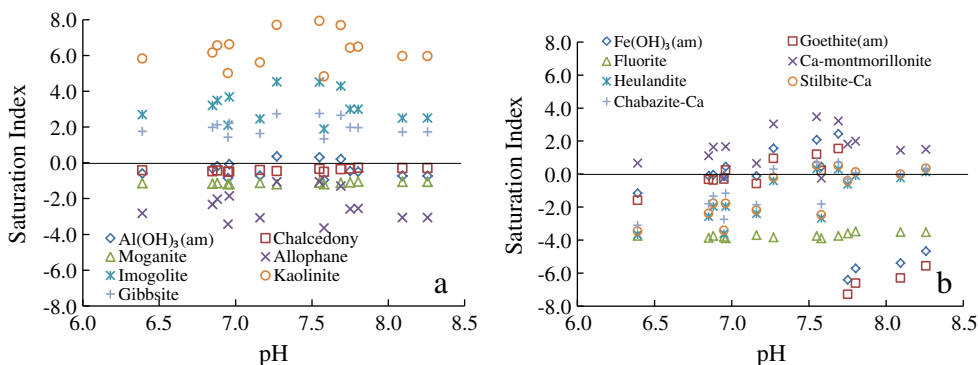 8.0
6.0
4.0
2.0
0.0
-2.0
-4.0
-6.0
-8.0
Saturation Index
a
Al(OH)₃(am)
Chalcedony
Moganite
Allophane
Imogolite
Kaolinite
Gibbsite
6.0
6.5
7.0
7.5
8.0
8.5
pH
8.0
6.0
4.0
2.0
0.0
-2.0
-4.0
-6.0
-8.0
Saturation Index
Fe(OH)₃(am)
Goethite(am)
Fluorite
Ca-montmorillonite
Heulandite
Stilbite-Ca
Chabazite-Ca
b
6.0
6.5
7.0
7.5
8.0
8.5
pH